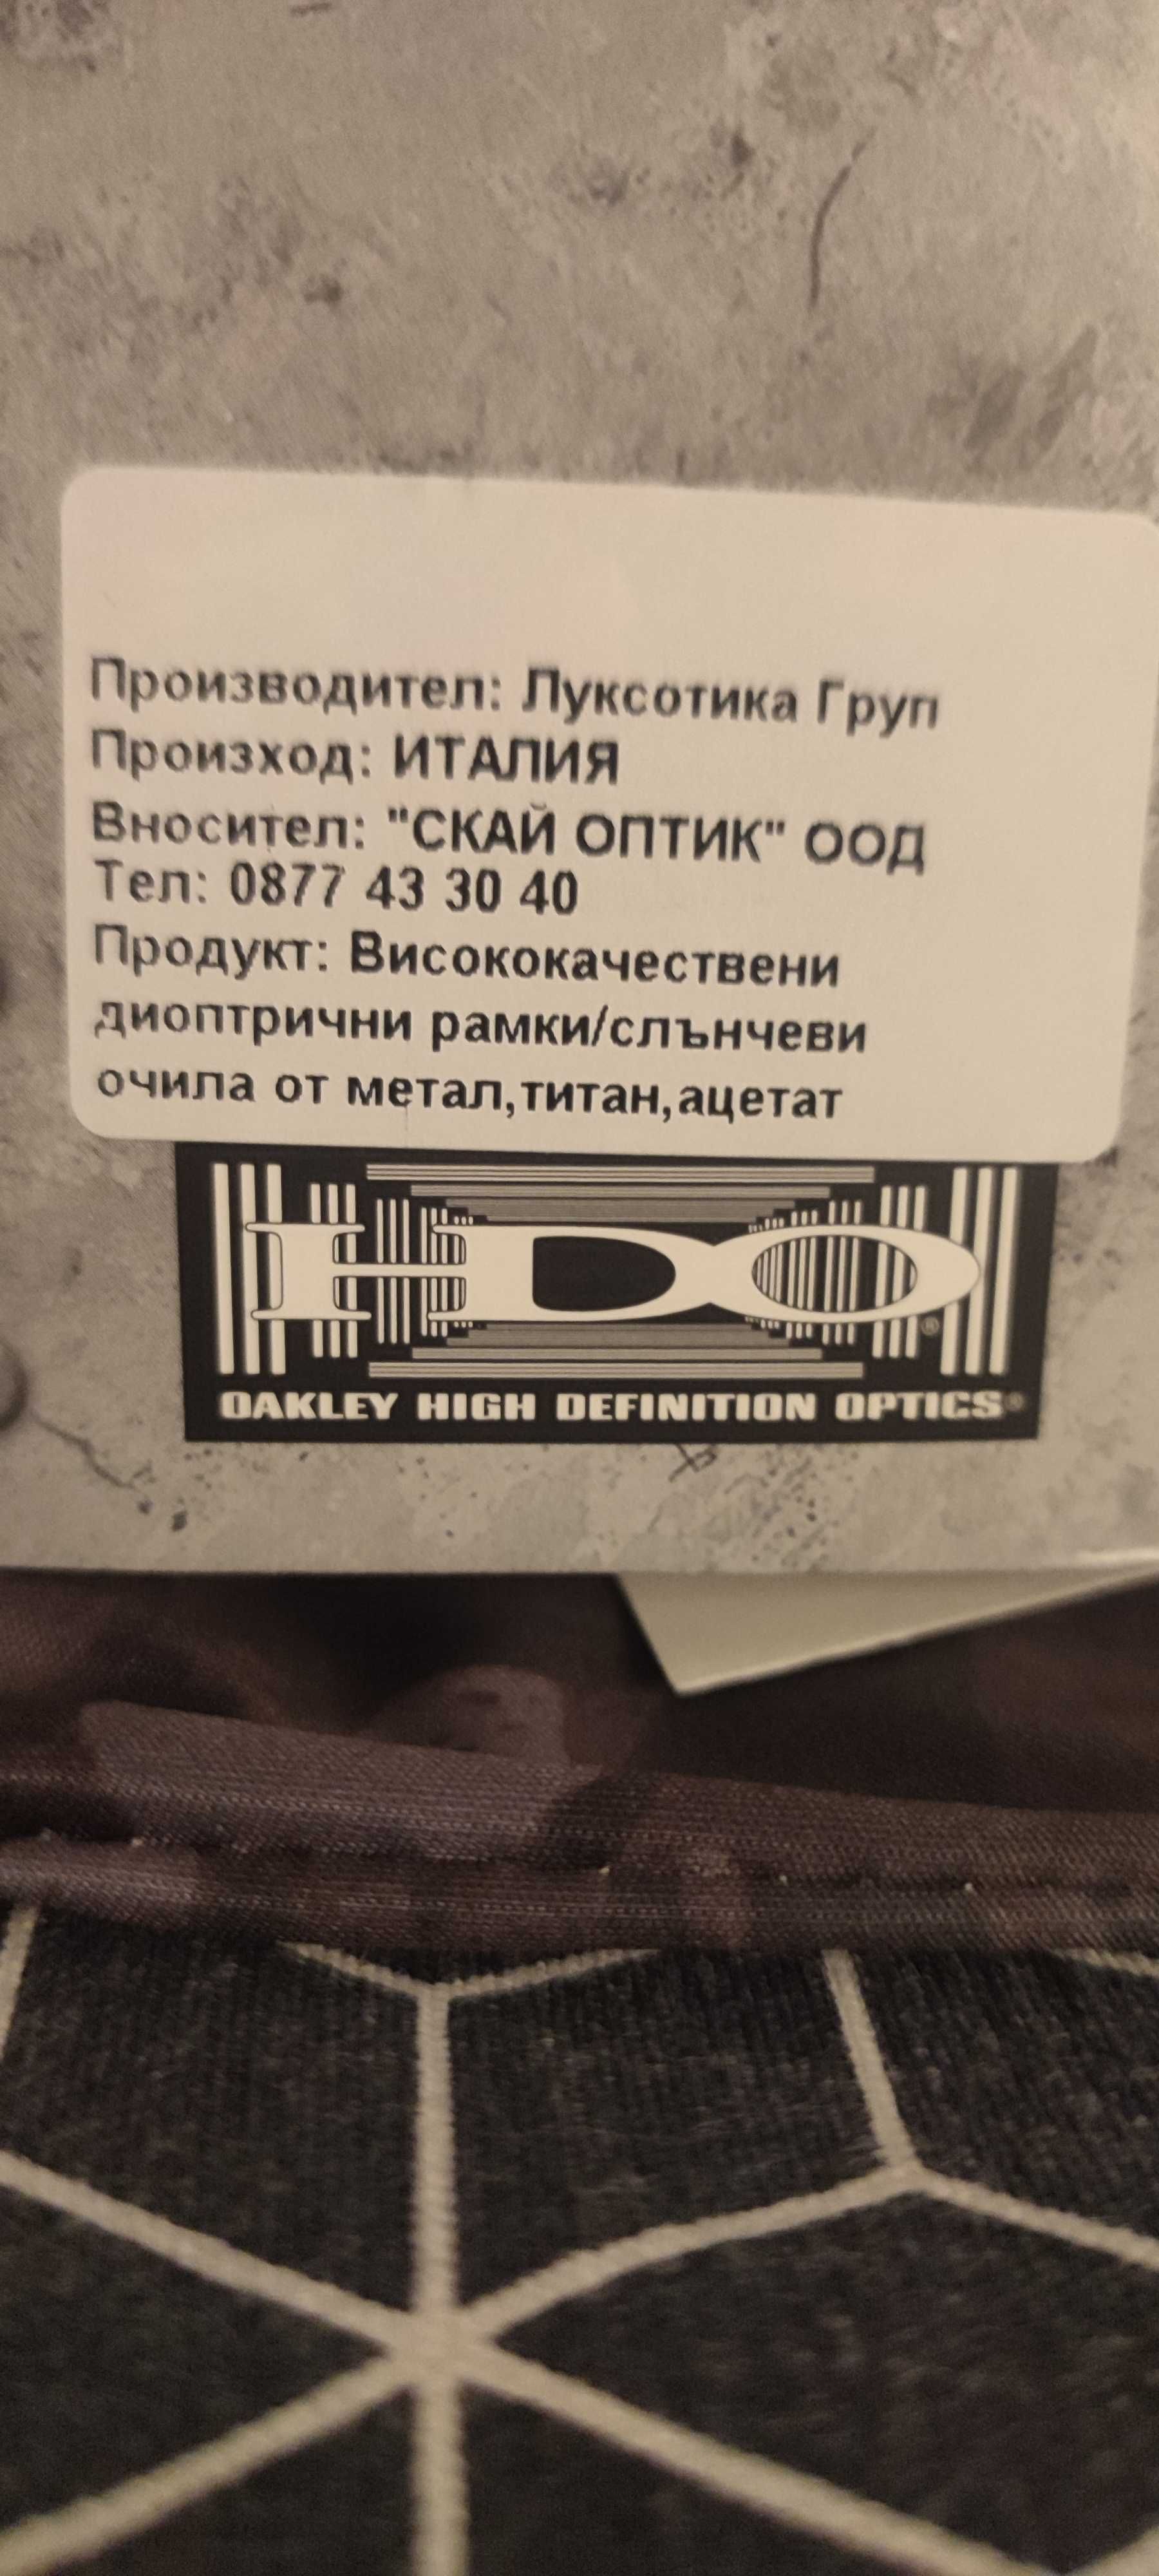 Производител: Луксотика Груп
Произход: ИТАЛИЯ
Вносител: "СКАЙ ОПТИК" ООД
Тел: 0877 43 30 40
Продукт: Висококачествени
диоптрични рамки/слънчеви
очила от метал,титан,ацетат
HDO®
OAKLEY HIGH DEFINITION OPTICS®